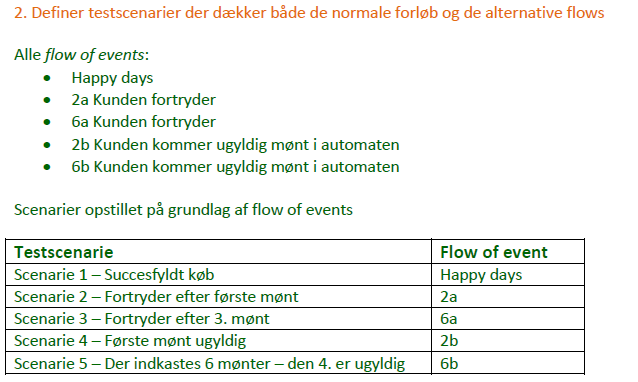 2. Definer testscenarier der dækker både de normale forløb og de alternative flows
Alle flow of events:
• Happy days
• 2a Kunden fortryder
• 6a Kunden fortryder
• 2b Kunden kommer ugyldig mønt i automaten
• 6b Kunden kommer ugyldig mønt i automaten
Scenarier opstillet på grundlag af flow of events
Testscenarie Flow of event
Scenarie 1 – Succesfyldt køb Happy days
Scenarie 2 – Fortryder efter første mønt 2a
Scenarie 3 – Fortryder efter 3. mønt 6a
Scenarie 4 – Første mønt ugyldig 2b
Scenarie 5 – Der indkastes 6 mønter – den 4. er ugyldig 6b